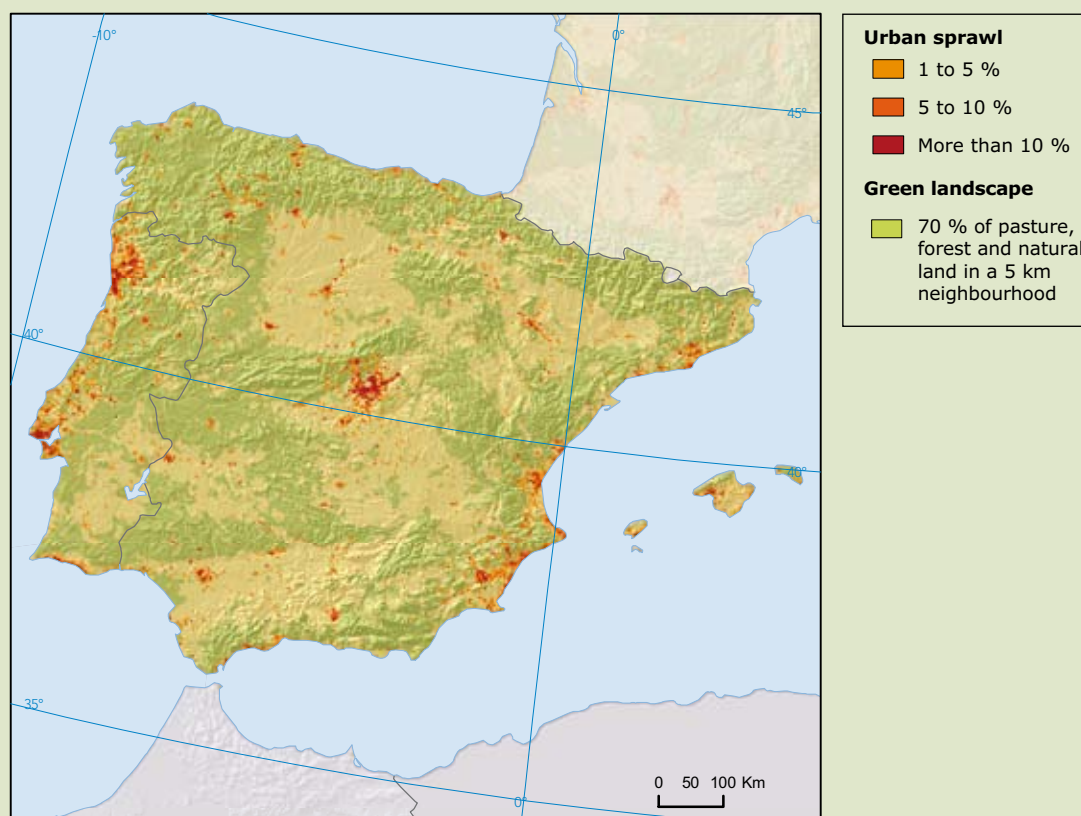 -10°
0°
45°
40°
40°
35°
0°
0 50 100 Km
Urban sprawl
1 to 5 %
5 to 10 %
More than 10 %
Green landscape
70 % of pasture,
forest and natural
land in a 5 km
neighbourhood